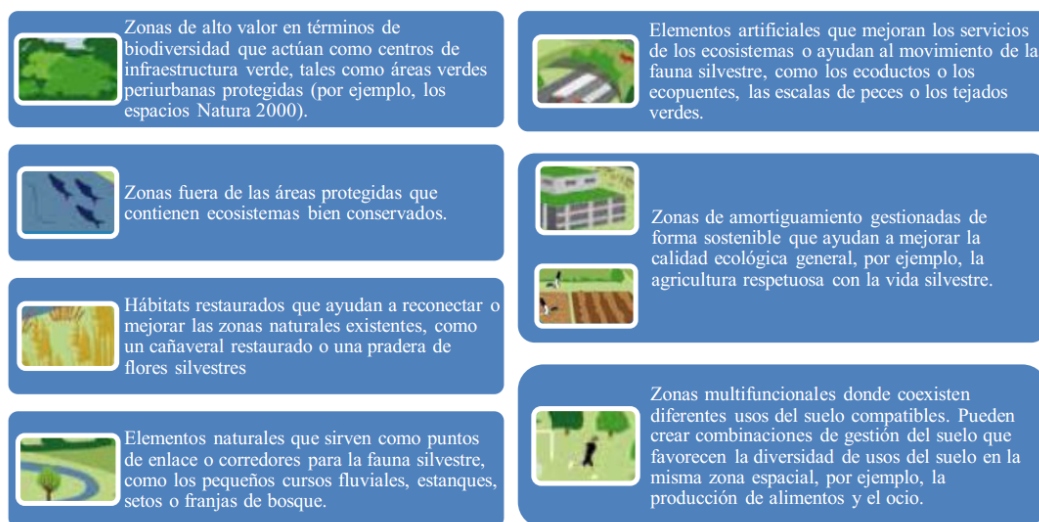 Zonas de alto valor en términos de
biodiversidad que actúan como centros de
infraestructura verde, tales como áreas verdes
periurbanas protegidas (por ejemplo, los
espacios Natura 2000).
Zonas fuera de las áreas protegidas que
contienen ecosistemas bien conservados.
Hábitats restaurados que ayudan a reconectar o
mejorar las zonas naturales existentes, como
un cañaveral restaurado o una pradera de
flores silvestres
Elementos naturales que sirven como puntos
de enlace o corredores para la fauna silvestre,
como los pequeños cursos fluviales, estanques,
setos o franjas de bosque.
Elementos artificiales que mejoran los servicios
de los ecosistemas o ayudan al movimiento de la
fauna silvestre, como los ecoductos o los
ecopuentes, las escalas de peces o los tejados
verdes.
Zonas de amortiguamiento gestionadas de
forma sostenible que ayudan a mejorar la
calidad ecológica general, por ejemplo, la
agricultura respetuosa con la vida silvestre.
Zonas multifuncionales donde coexisten
diferentes usos del suelo compatibles. Pueden
crear combinaciones de gestión del suelo que
favorecen la diversidad de usos del suelo en la
misma zona espacial, por ejemplo, la
producción de alimentos y el ocio.